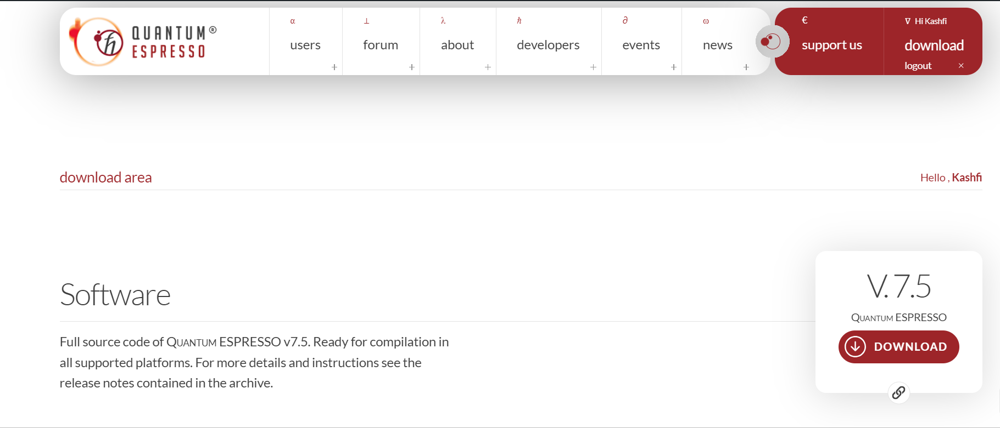 QUANTUM®
ESPRESSO
α
users
+
⊥
forum
+
λ
about
+
ħ
developers
+
∂
events
+
ω
news
+
€
support us
∇ Hi Kashfi
download
logout ×
download area
Hello , Kashfi
V. 7.5
QUANTUM ESPRESSO
DOWNLOAD
Software
Full source code of QUANTUM ESPRESSO v7.5. Ready for compilation in
all supported platforms. For more details and instructions see the
release notes contained in the archive.